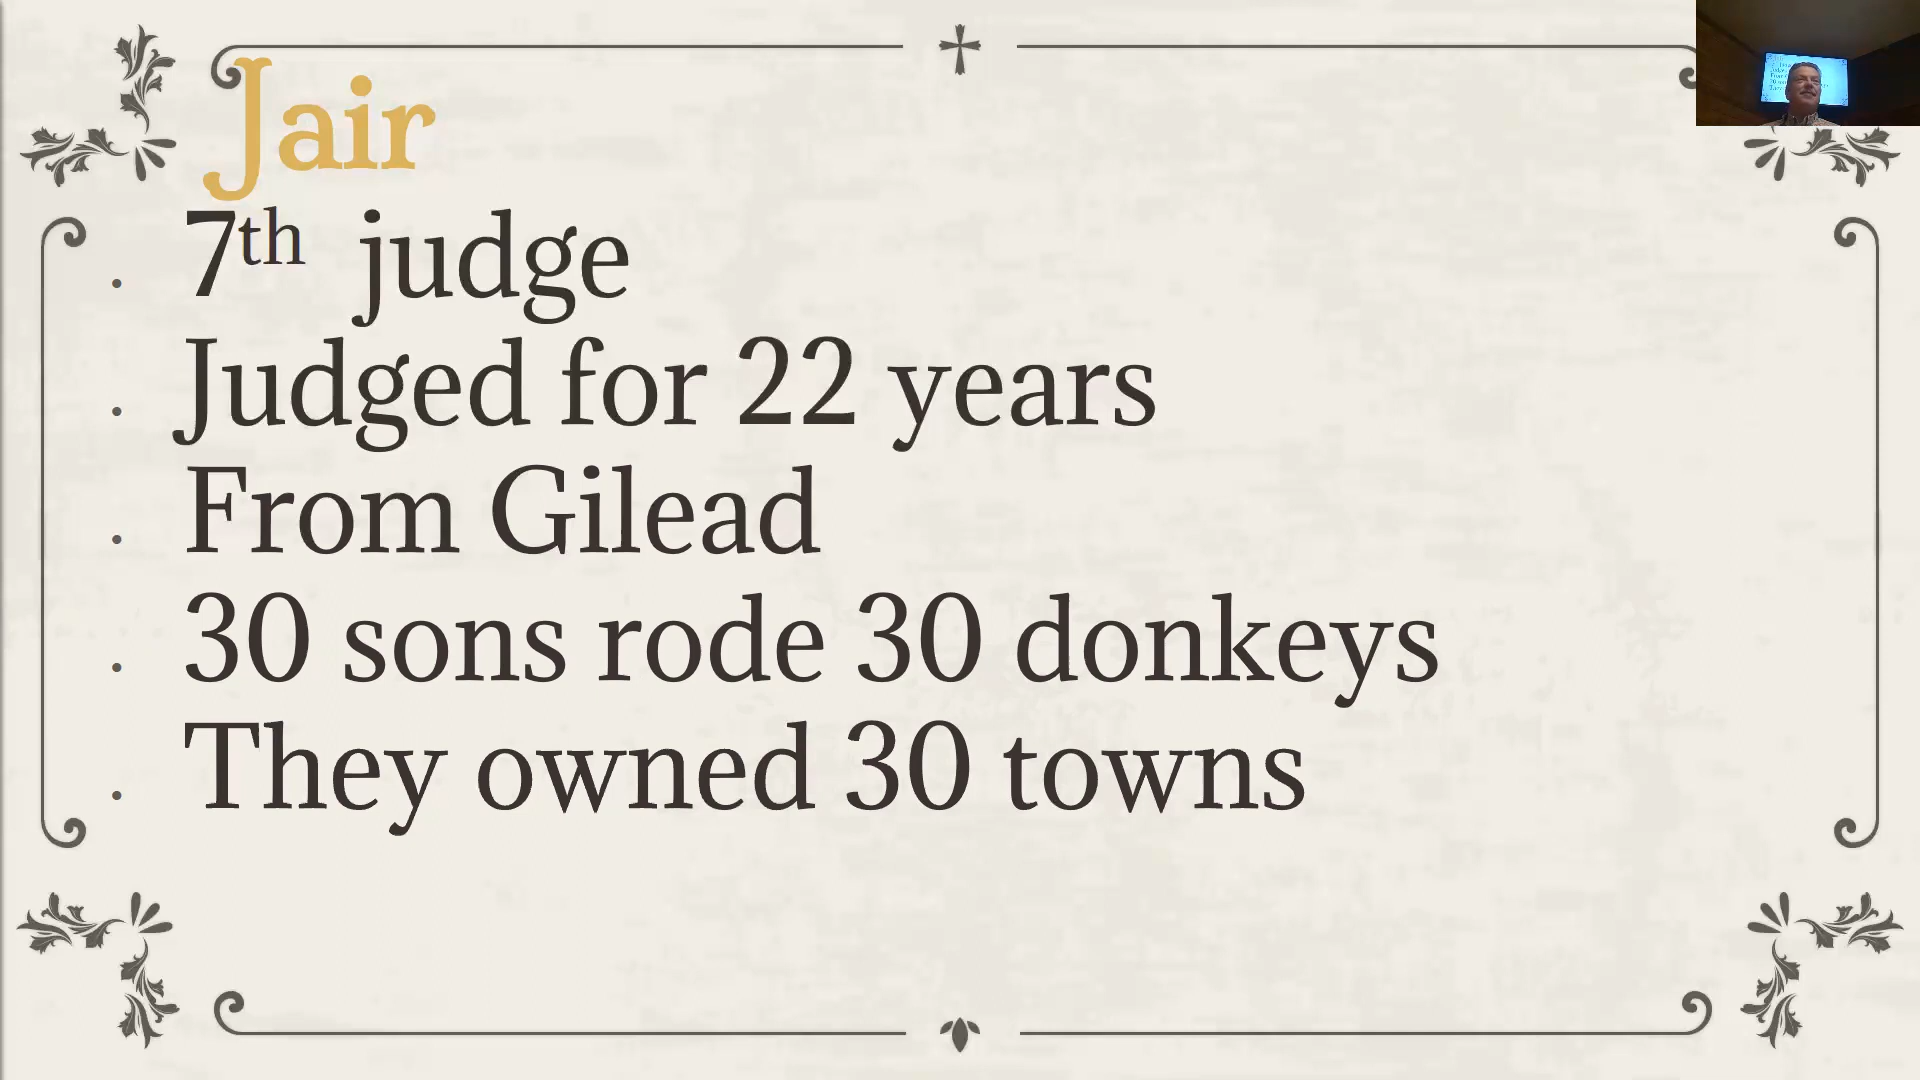 Jair
7th judge
Judged for 22 years
From Gilead
30 sons rode 30 donkeys
They owned 30 towns